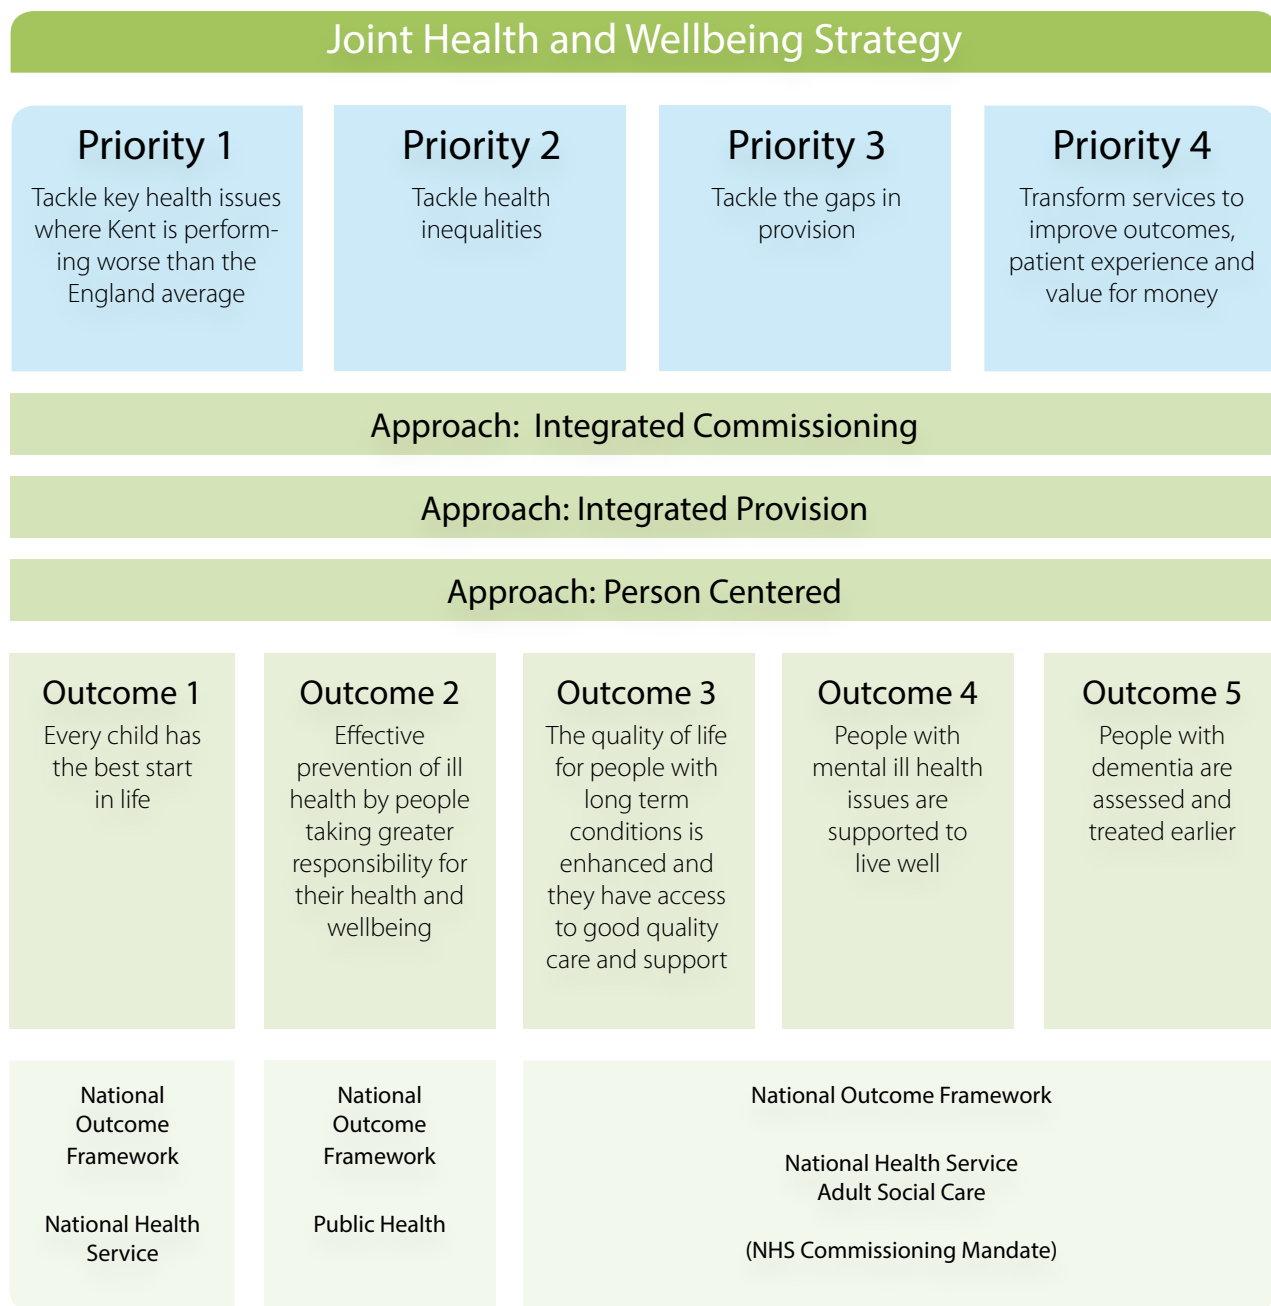 Joint Health and Wellbeing Strategy
Priority 1
Tackle key health issues
where Kent is perform-
ing worse than the
England average
Priority 2
Tackle health
inequalities
Priority 3
Tackle the gaps in
provision
Priority 4
Transform services to
improve outcomes,
patient experience and
value for money
Approach: Integrated Commissioning
Approach: Integrated Provision
Approach: Person Centered
Outcome 1
Every child has
the best start
in life
Outcome 2
Effective
prevention of ill
health by people
taking greater
responsibility for
their health and
wellbeing
Outcome 3
The quality of life
for people with
long term
conditions is
enhanced and
they have access
to good quality
care and support
Outcome 4
People with
mental ill health
issues are
supported to
live well
Outcome 5
People with
dementia are
assessed and
treated earlier
National
Outcome
Framework
National Health
Service
National
Outcome
Framework
Public Health
National Outcome Framework
National Health Service
Adult Social Care
(NHS Commissioning Mandate)